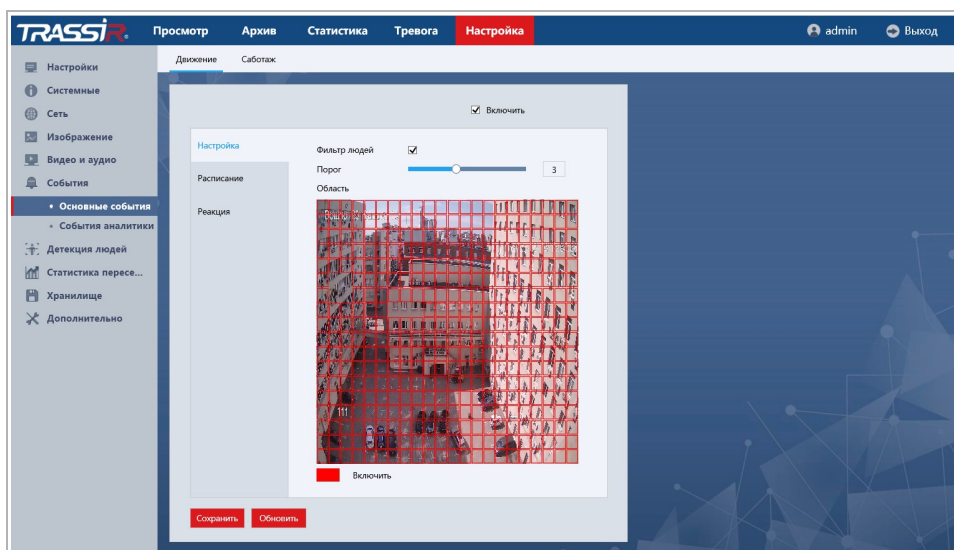 TRASSIR
Просмотр Архив Статистика Тревога Настройка admin Выход
Движение Саботаж
Настройки
Системные
Сеть
Изображение
Видео и аудио
События
Основные события
События аналитики
Детекция людей
Статистика пересе...
Хранилище
Дополнительно
Включить
Настройка
Расписание
Реакция
Фильтр людей
Порог 3
Область
111
Включить
Сохранить Обновить